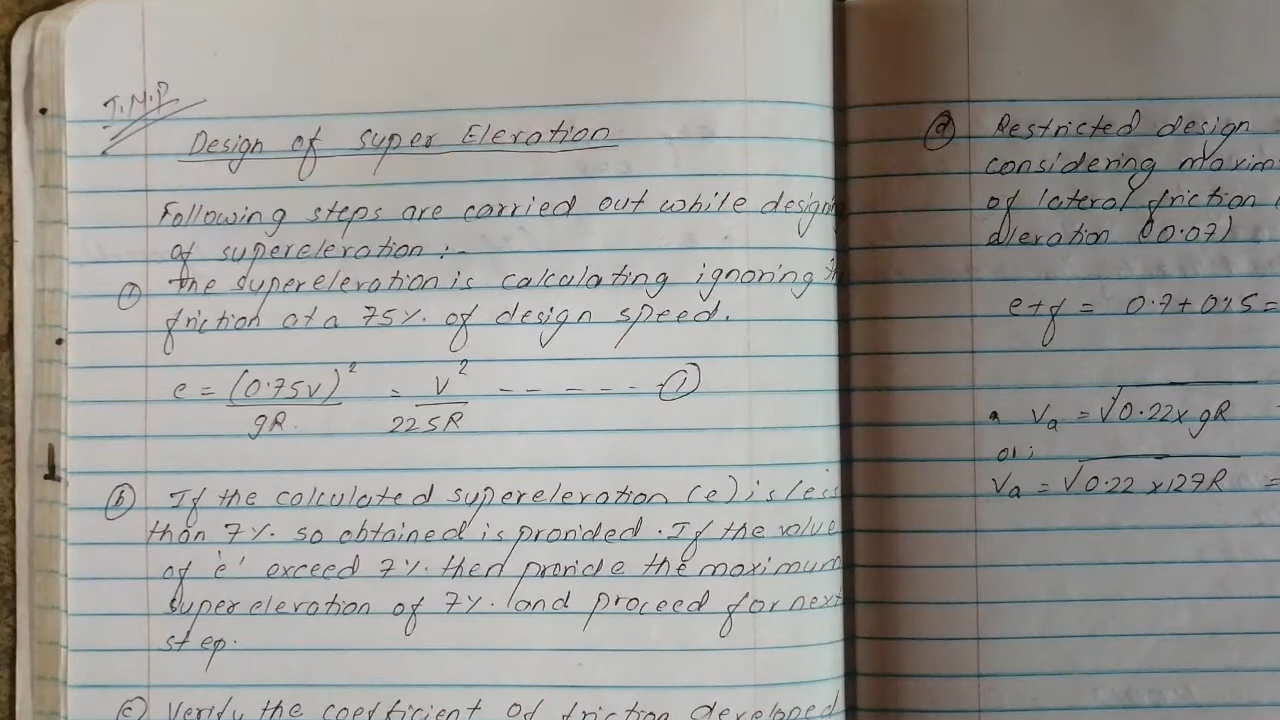 I.M.P
Design of super Elevation
Following steps are carried out while design
of superelevation :-
ⓐ The superelevation is calculating ignoring th
friction at a 75%. of design speed.
e = (0.75v)² / gR. = V² / 225R ------ ①
ⓑ If the calculated superelevation (e) is less
than 7%. so obtained is provided. If the value
of 'e' exceed 7%. then provide the maximum
super elevation of 7%. and proceed for next
step.
ⓒ Verify the coefficient of friction developed
ⓓ Restricted design
considering maxim
of lateral friction
elevation (0.07)
e+f = 0.7+0.15 =
Va = √0.22 x gR
or;
Va = √0.22 x 127R =